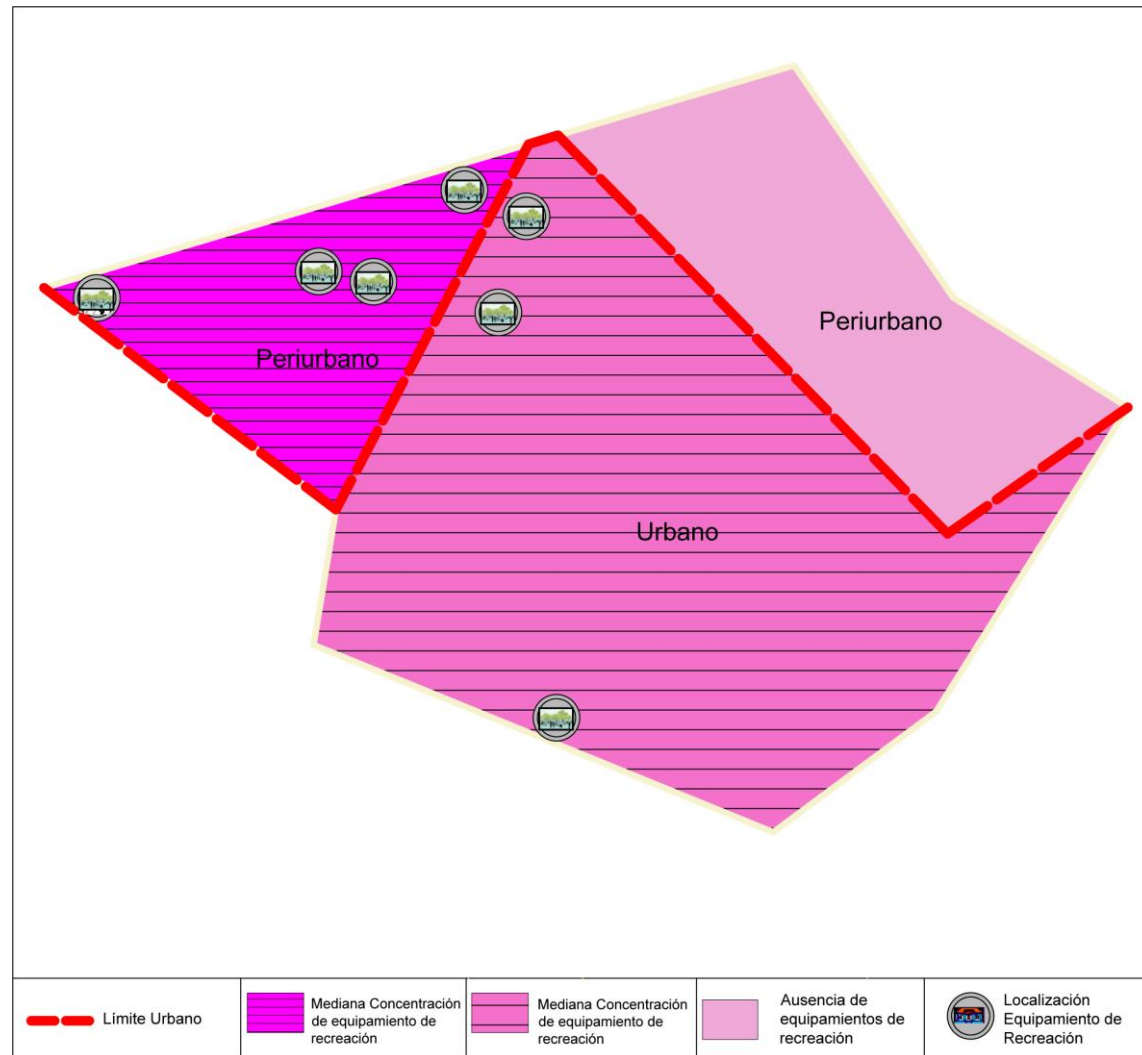 Periurbano
Periurbano
Urbano
Límite Urbano
Mediana Concentración
de equipamiento de
recreación
Mediana Concentración
de equipamiento de
recreación
Ausencia de
equipamientos de
recreación
Localización
Equipamiento de
Recreación